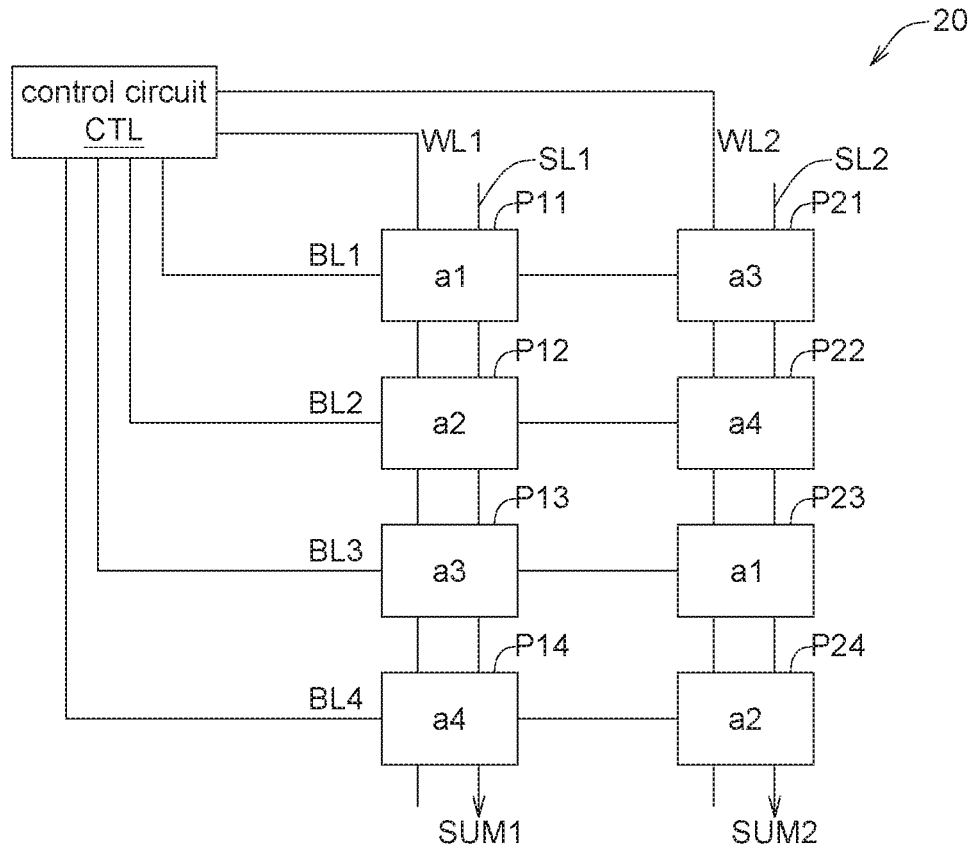 20
control circuit
CTL
WL1
WL2
SL1
SL2
P11
P21
BL1
a1
a3
P12
P22
BL2
a2
a4
P13
P23
BL3
a3
a1
P14
P24
BL4
a4
a2
SUM1
SUM2